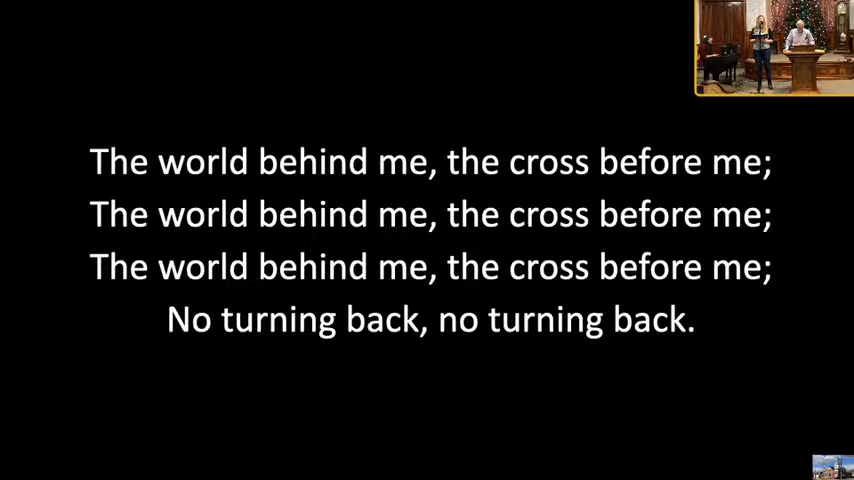 The world behind me, the cross before me;
The world behind me, the cross before me;
The world behind me, the cross before me;
No turning back, no turning back.